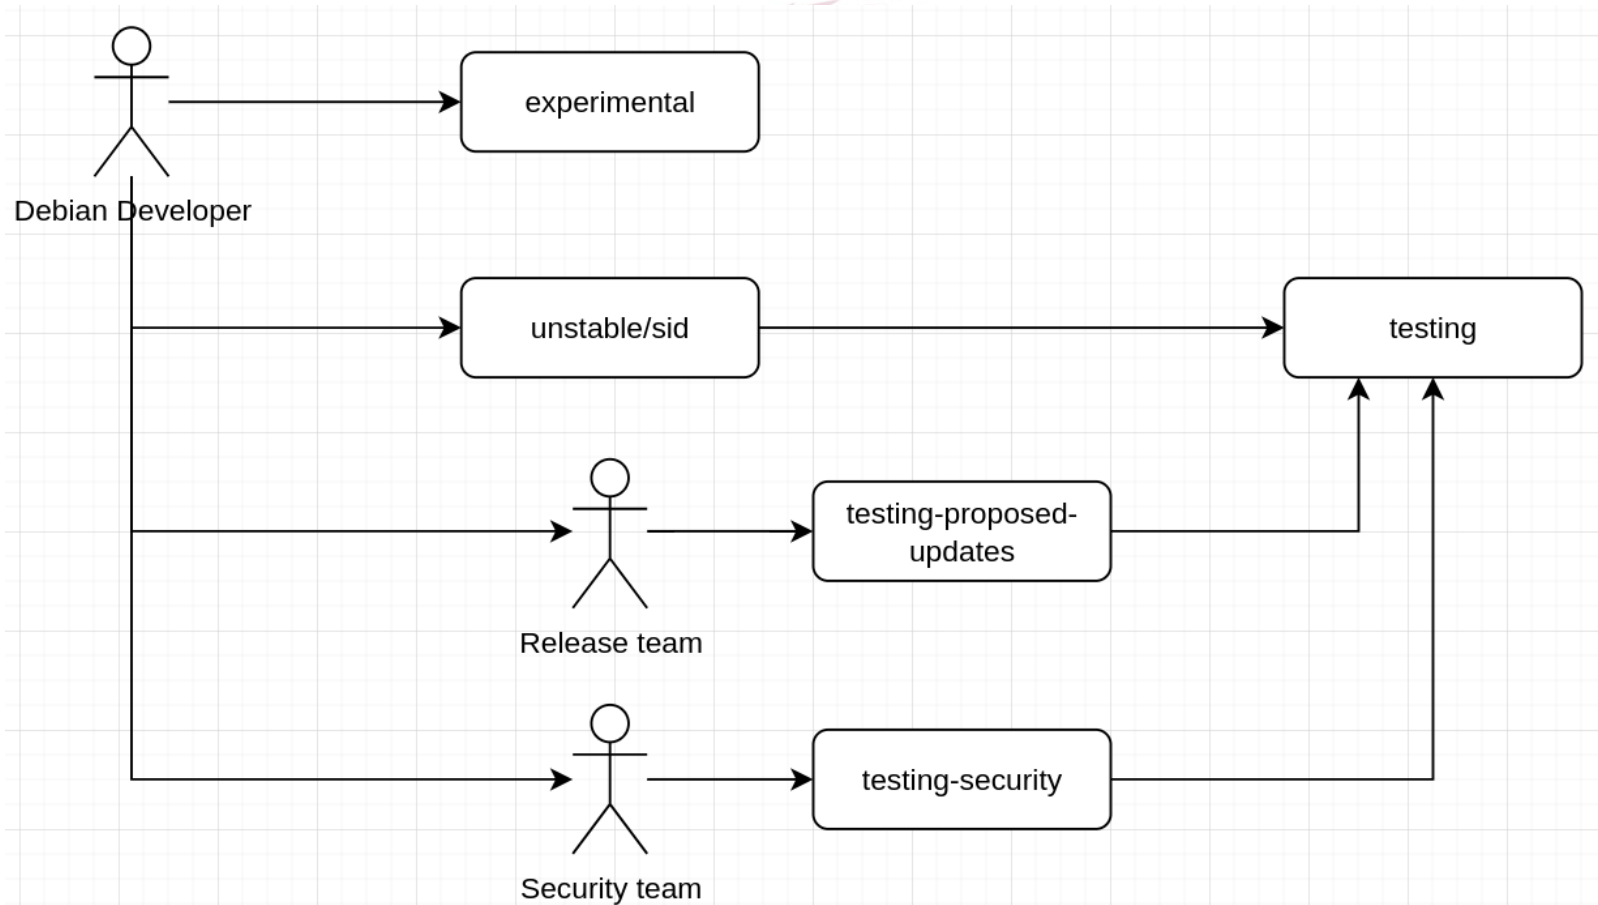 experimental
Debian Developer
unstable/sid
testing
testing-proposed-
updates
Release team
testing-security
Security team